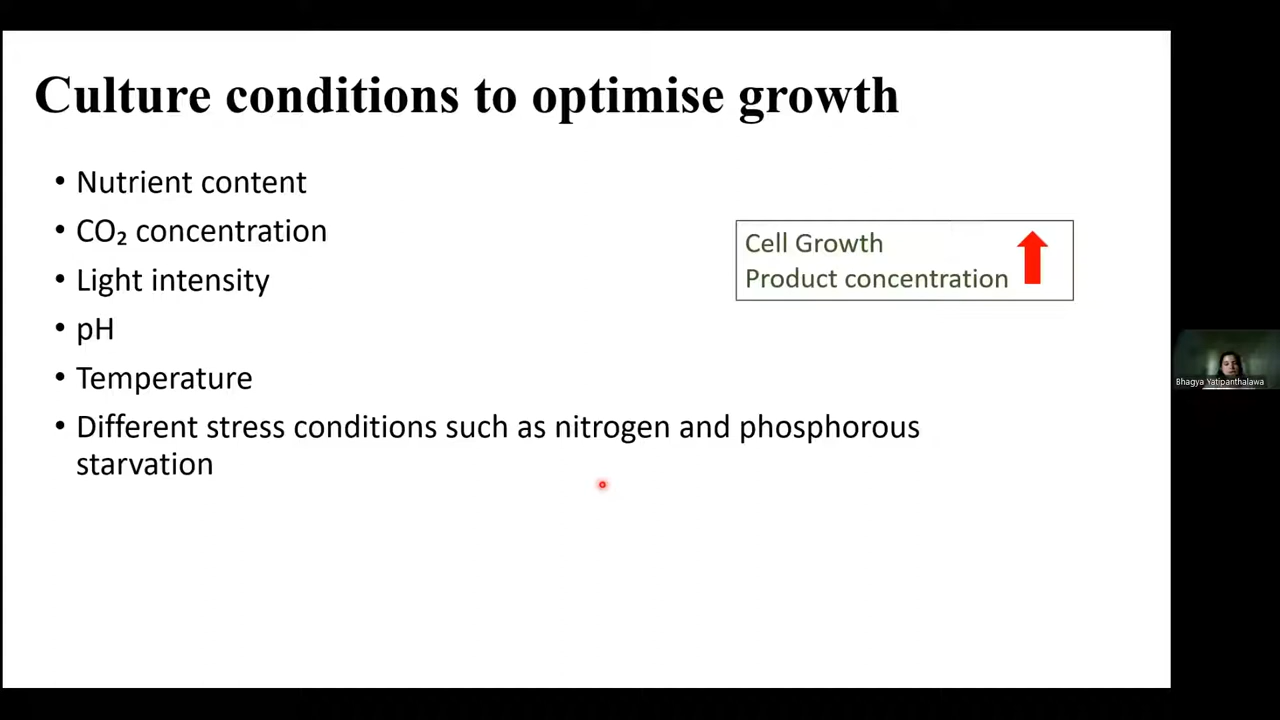 Culture conditions to optimise growth
• Nutrient content
• CO₂ concentration
• Light intensity
• pH
• Temperature
• Different stress conditions such as nitrogen and phosphorous
starvation
Cell Growth
Product concentration
Bhagya Yatipanthalawa